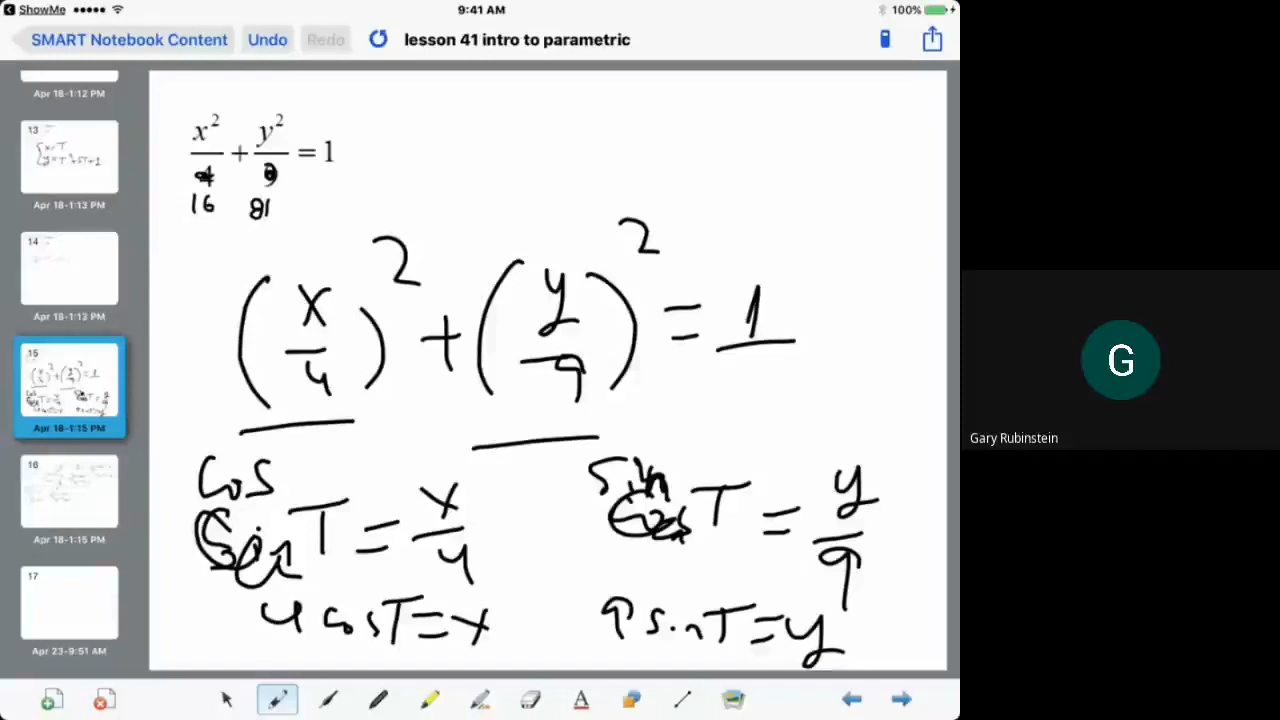 ShowMe 9:41 AM 100%
SMART Notebook Content Undo Redo lesson 41 intro to parametric
Apr 18-1:12 PM
13
Apr 18-1:13 PM
14
Apr 18-1:13 PM
15
Apr 18-1:15 PM
16
Apr 18-1:15 PM
17
Apr 23-9:51 AM
x²/4 + y²/9 = 1
16 81
(x/4)² + (y/9)² = 1
cos sin
Sin T = x/4 Cos T = y/9
4 cos T = x 9 sin T = y
A
G
Gary Rubinstein